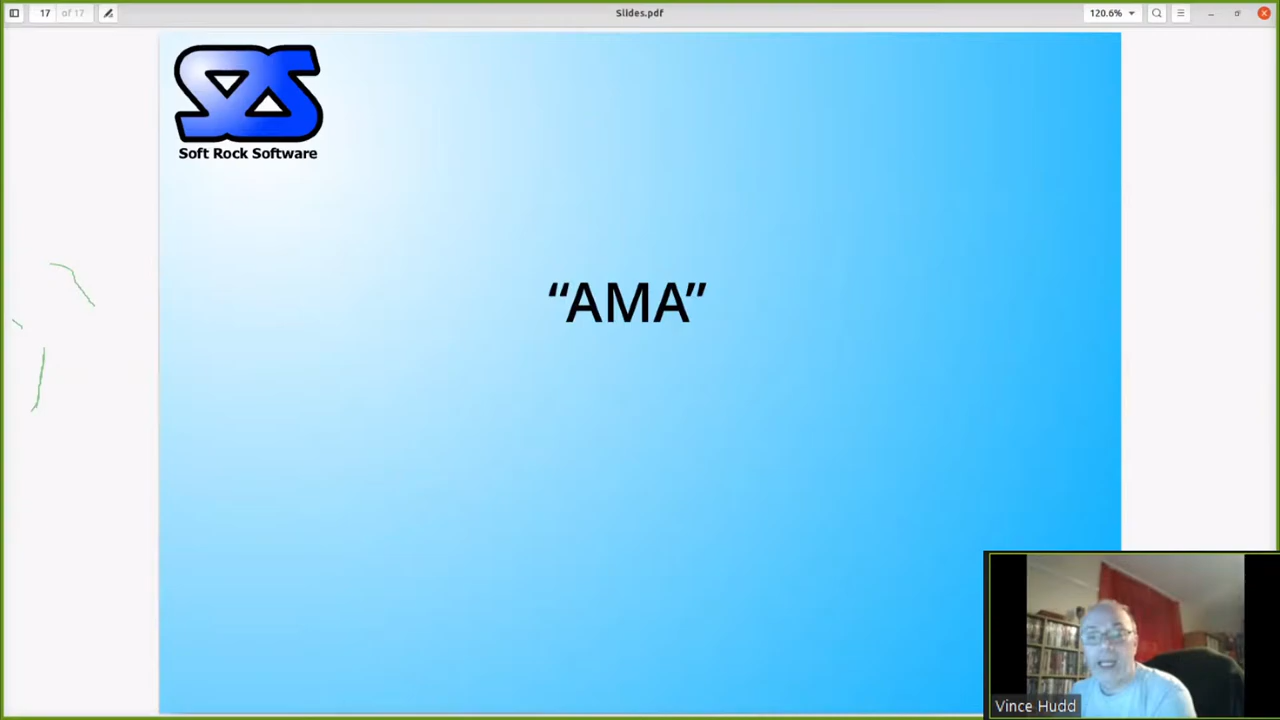 17 of 17
Slides.pdf
120.6%
Soft Rock Software
“AMA”
Vince Hudd